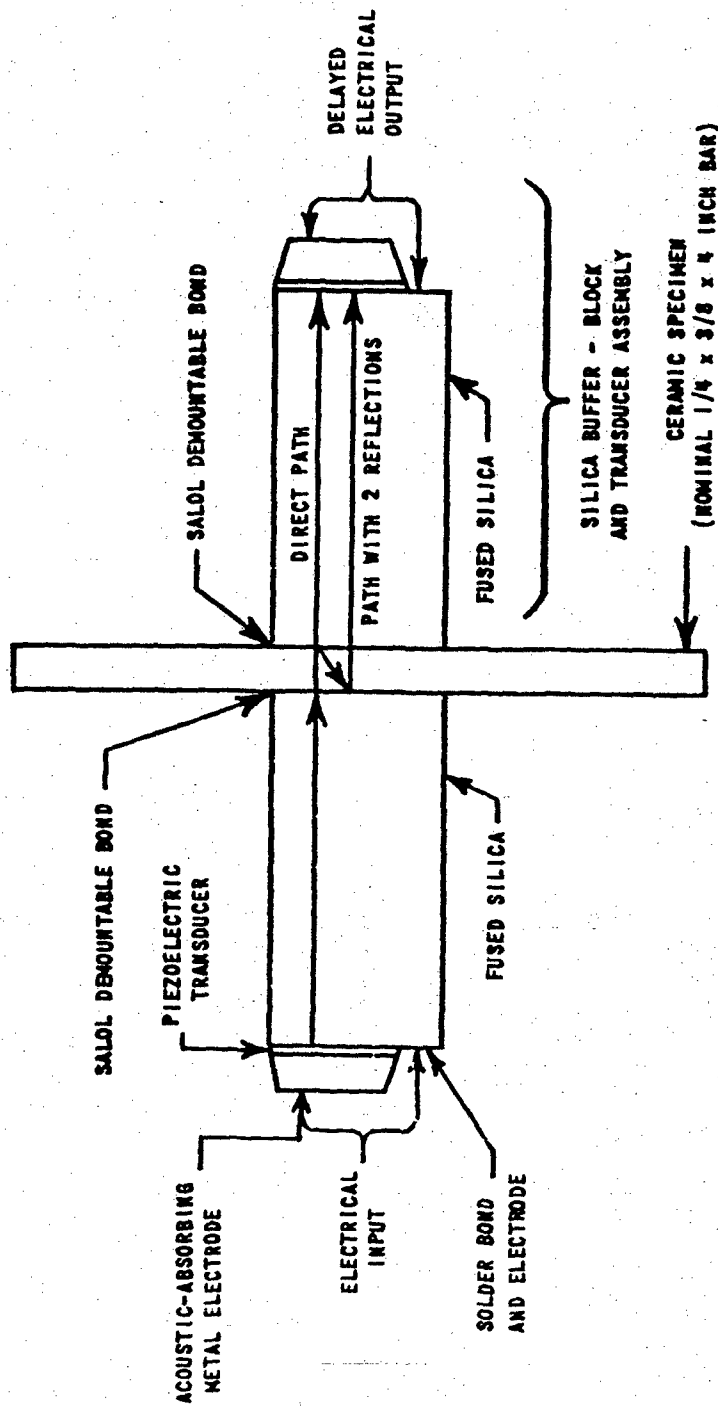 SALOL DEMOUNTABLE BOND
SALOL DEMOUNTABLE BOND
PIEZOELECTRIC
TRANSDUCER
ACOUSTIC-ABSORBING
METAL ELECTRODE
DIRECT PATH
PATH WITH 2 REFLECTIONS
DELAYED
ELECTRICAL
OUTPUT
ELECTRICAL
INPUT
SOLDER BOND
AND ELECTRODE
FUSED SILICA
FUSED SILICA
SILICA BUFFER - BLOCK
AND TRANSDUCER ASSEMBLY
CERAMIC SPECIMEN
(NOMINAL 1/4 x 3/8 x 4 INCH BAR)